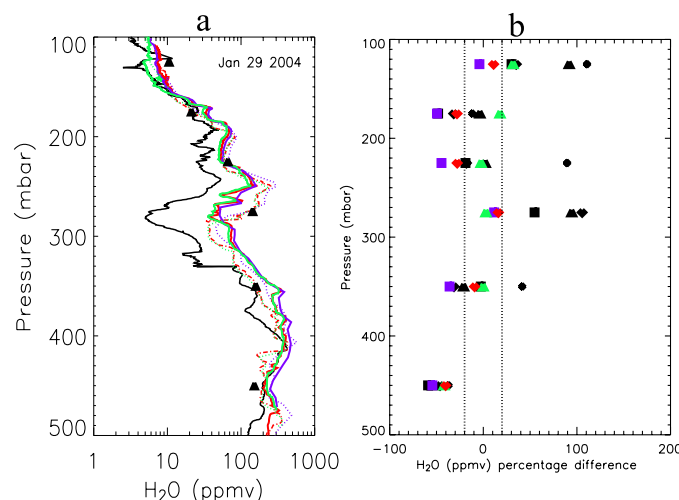 a
b
Jan 29 2004
100
200
300
400
500
Pressure (mbar)
1
10
100
1000
H₂O (ppmv)
100
200
300
400
500
Pressure (mbar)
-100
0
100
200
H₂O (ppmv) percentage difference